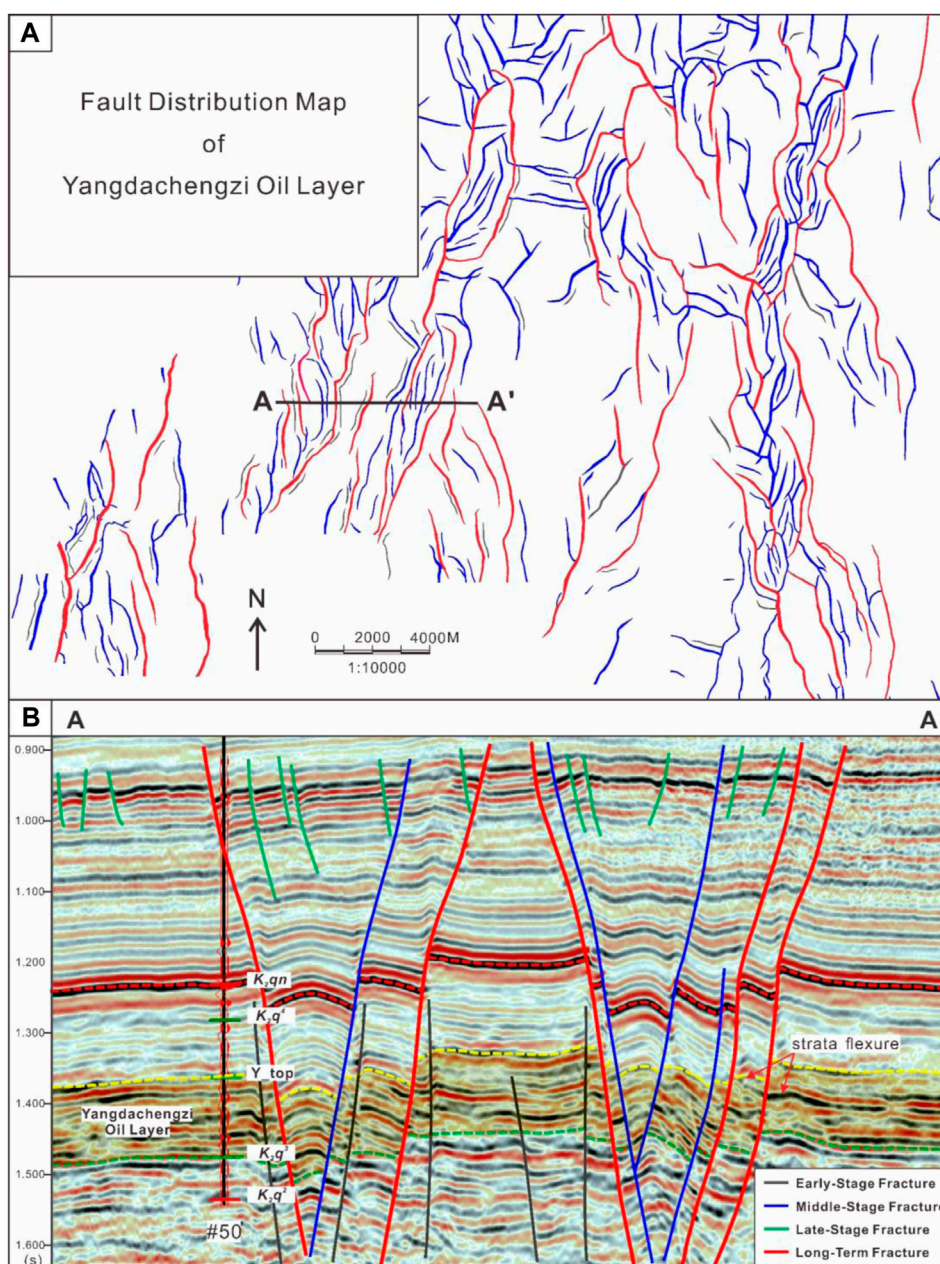 A
Fault Distribution Map
of
Yangdachengzi Oil Layer
A
A'
N
0 2000 4000M
1:10000
B
A
A
0.900
1.000
1.100
1.200
K₂qn
K₂q⁴
1.300
strata flexure
Y_top
1.400
Yangdachengzi
Oil Layer
K₂q³
1.500
#50
1.600
(s)
Early-Stage Fracture
Middle-Stage Fracture
Late-Stage Fracture
Long-Term Fracture